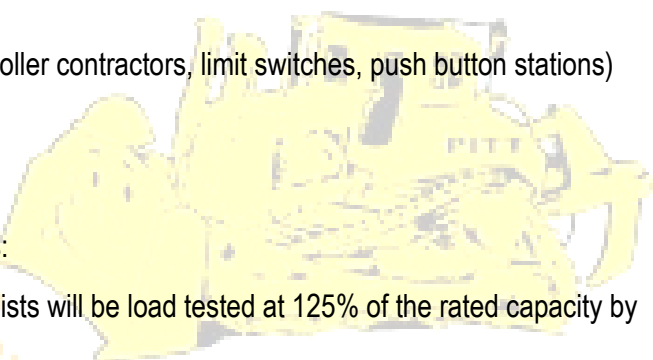 oller contractors, limit switches, push button stations)
PITT
s:
ists will be load tested at 125% of the rated capacity by